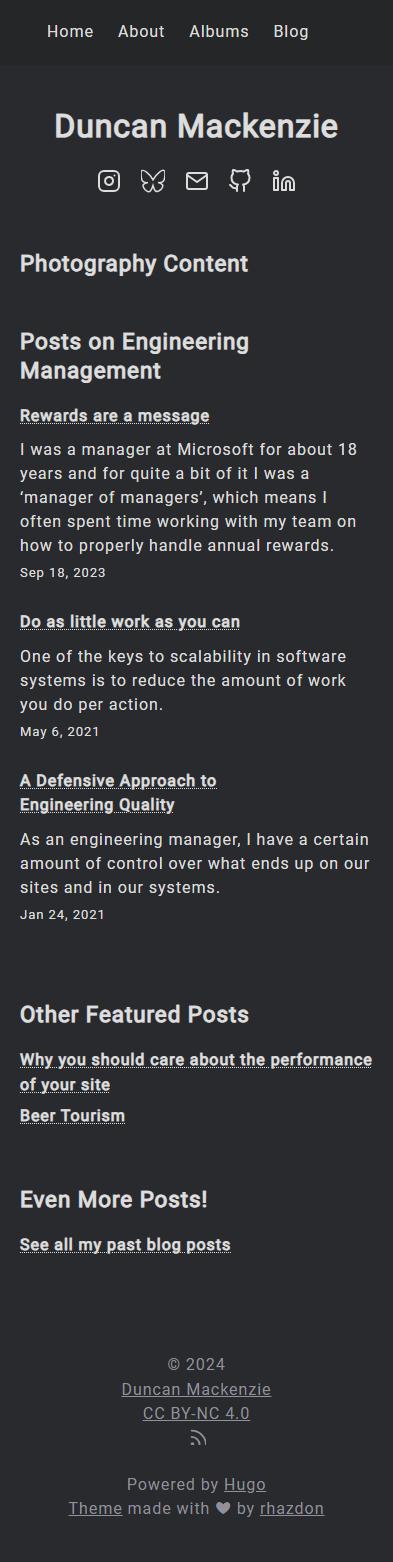 Home About Albums Blog
Duncan Mackenzie
Photography Content
Posts on Engineering
Management
Rewards are a message
I was a manager at Microsoft for about 18
years and for quite a bit of it I was a
‘manager of managers’, which means I
often spent time working with my team on
how to properly handle annual rewards.
Sep 18, 2023
Do as little work as you can
One of the keys to scalability in software
systems is to reduce the amount of work
you do per action.
May 6, 2021
A Defensive Approach to
Engineering Quality
As an engineering manager, I have a certain
amount of control over what ends up on our
sites and in our systems.
Jan 24, 2021
Other Featured Posts
Why you should care about the performance
of your site
Beer Tourism
Even More Posts!
See all my past blog posts
© 2024
Duncan Mackenzie
CC BY-NC 4.0
Powered by Hugo
Theme made with ❤ by rhazdon